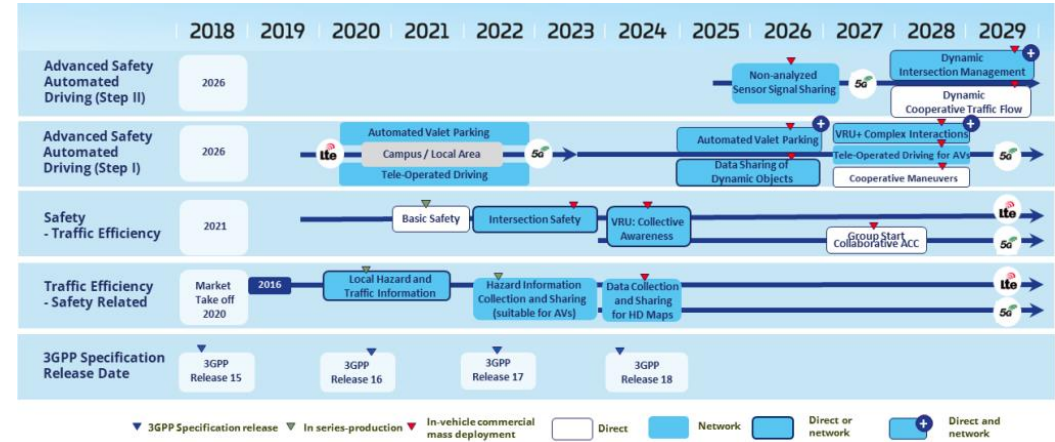 2018 2019 2020 2021 2022 2023 2024 2025 2026 2027 2028 2029
Advanced Safety
Automated
Driving (Step II)
2026
Non-analyzed
Sensor Signal Sharing
5G
Dynamic
Intersection Management
Dynamic
Cooperative Traffic Flow
Advanced Safety
Automated
Driving (Step I)
2026
lte
Automated Valet Parking
Campus / Local Area
Tele-Operated Driving
5G
Automated Valet Parking
Data Sharing of
Dynamic Objects
VRU+ Complex Interactions
Tele-Operated Driving for AVs
Cooperative Maneuvers
5G
Safety
- Traffic Efficiency
2021
Basic Safety
Intersection Safety
VRU: Collective
Awareness
Group Start
Collaborative ACC
lte
5G
Traffic Efficiency
- Safety Related
Market
Take off
2020
2016
Local Hazard and
Traffic Information
Hazard Information
Collection and Sharing
(suitable for AVs)
Data Collection
and Sharing
for HD Maps
lte
5G
3GPP Specification
Release Date
3GPP
Release 15
3GPP
Release 16
3GPP
Release 17
3GPP
Release 18
3GPP Specification release
In series-production
In-vehicle commercial
mass deployment
Direct
Network
Direct or
network
Direct and
network